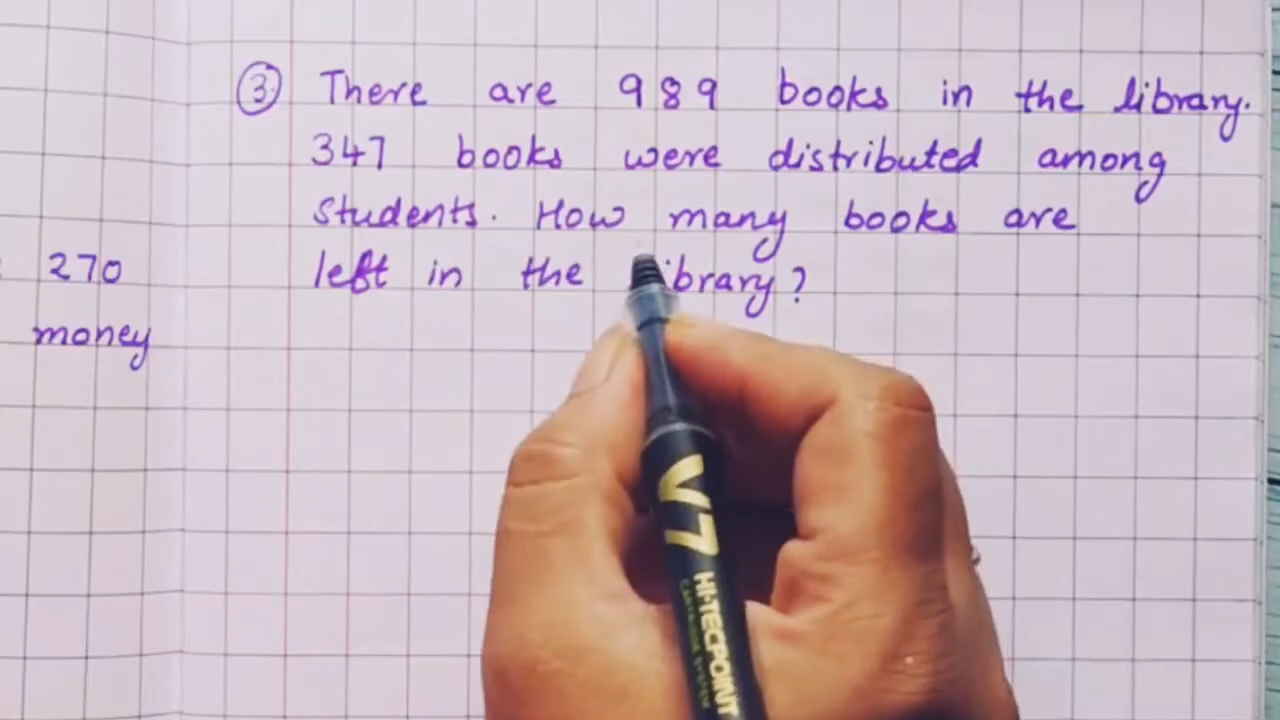 ③ There are 989 books in the library.
347 books were distributed among
students. How many books are
left in the library?
270
money
V7
HI-TECPOINT